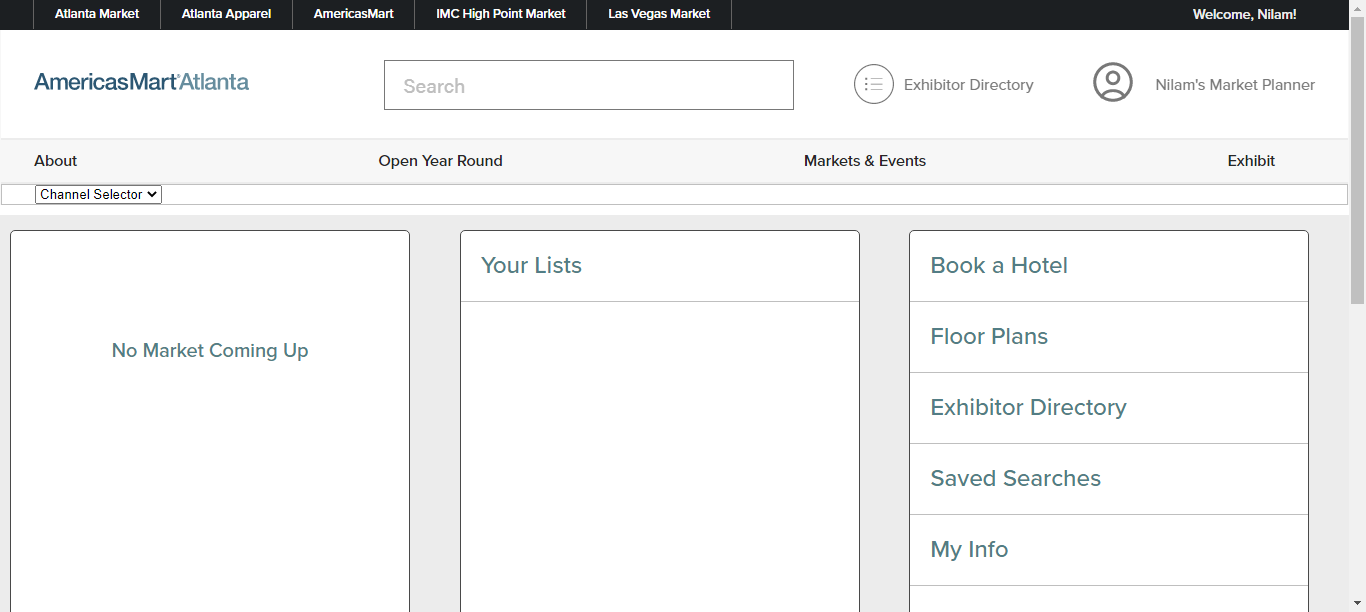 Atlanta Market Atlanta Apparel AmericasMart IMC High Point Market Las Vegas Market Welcome, Nilam!
AmericasMart Atlanta Search Exhibitor Directory Nilam's Market Planner
About Open Year Round Markets & Events Exhibit
Channel Selector
No Market Coming Up
Your Lists
Book a Hotel
Floor Plans
Exhibitor Directory
Saved Searches
My Info